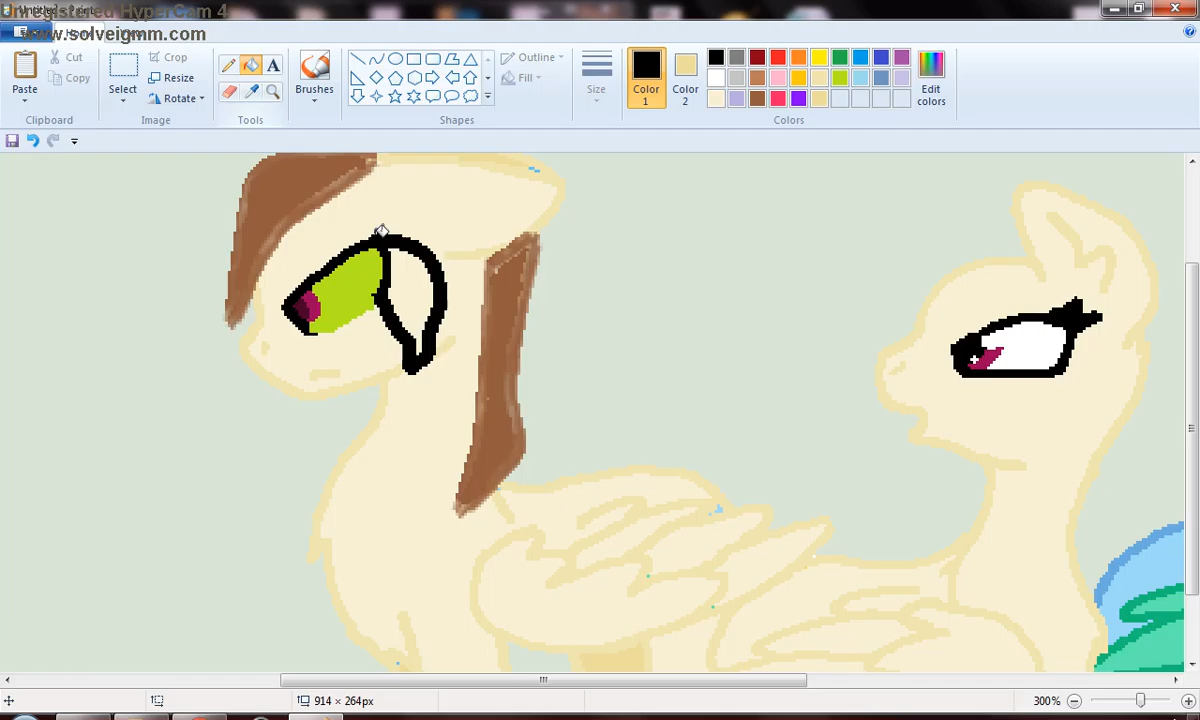 Unregistered HyperCam 4
www.solveigmm.com
Paste
Cut
Copy
Clipboard
Select
Crop
Resize
Rotate
Image
A
Tools
Brushes
Outline
Fill
Shapes
Size
Color 1
Color 2
Edit colors
Colors
914 × 264px
300%